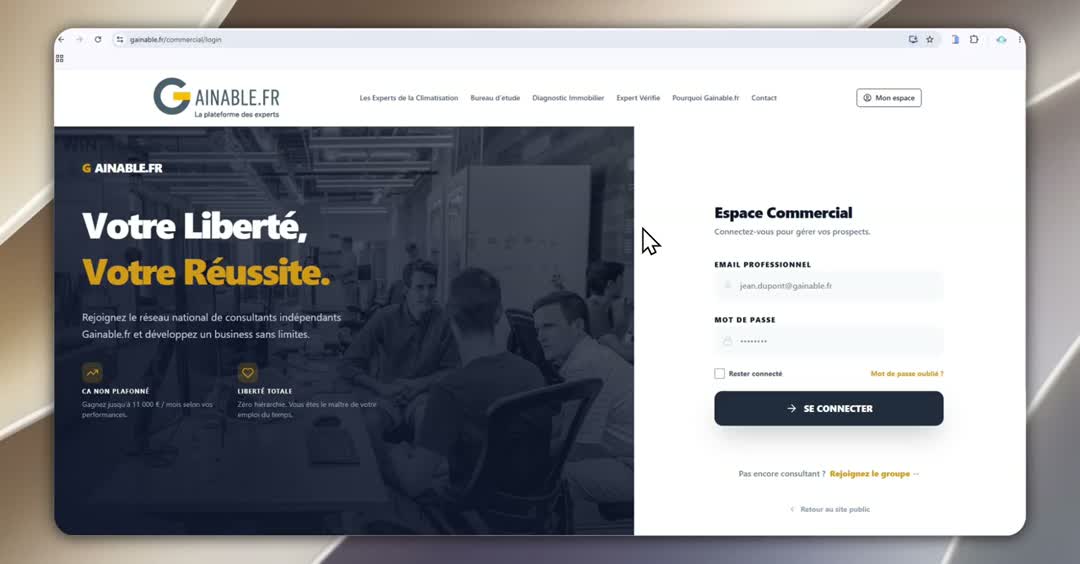 gainable.fr/commercial/login
GAINABLE.FR
La plateforme des experts
Les Experts de la Climatisation
Bureau d'étude
Diagnostic Immobilier
Expert Vérifié
Pourquoi Gainable.fr
Contact
Mon espace
G AINABLE.FR
Votre Liberté,
Votre Réussite.
Rejoignez le réseau national de consultants indépendants
Gainable.fr et développez un business sans limites.
CA NON PLAFONNÉ
Gagnez jusqu'à 11 000 € / mois selon vos
performances.
LIBERTÉ TOTALE
Zéro hiérarchie. Vous êtes le maître de votre
emploi du temps.
Espace Commercial
Connectez-vous pour gérer vos prospects.
EMAIL PROFESSIONNEL
jean.dupont@gainable.fr
MOT DE PASSE
••••••••
Rester connecté
Mot de passe oublié ?
SE CONNECTER
Pas encore consultant ? Rejoignez le groupe
Retour au site public